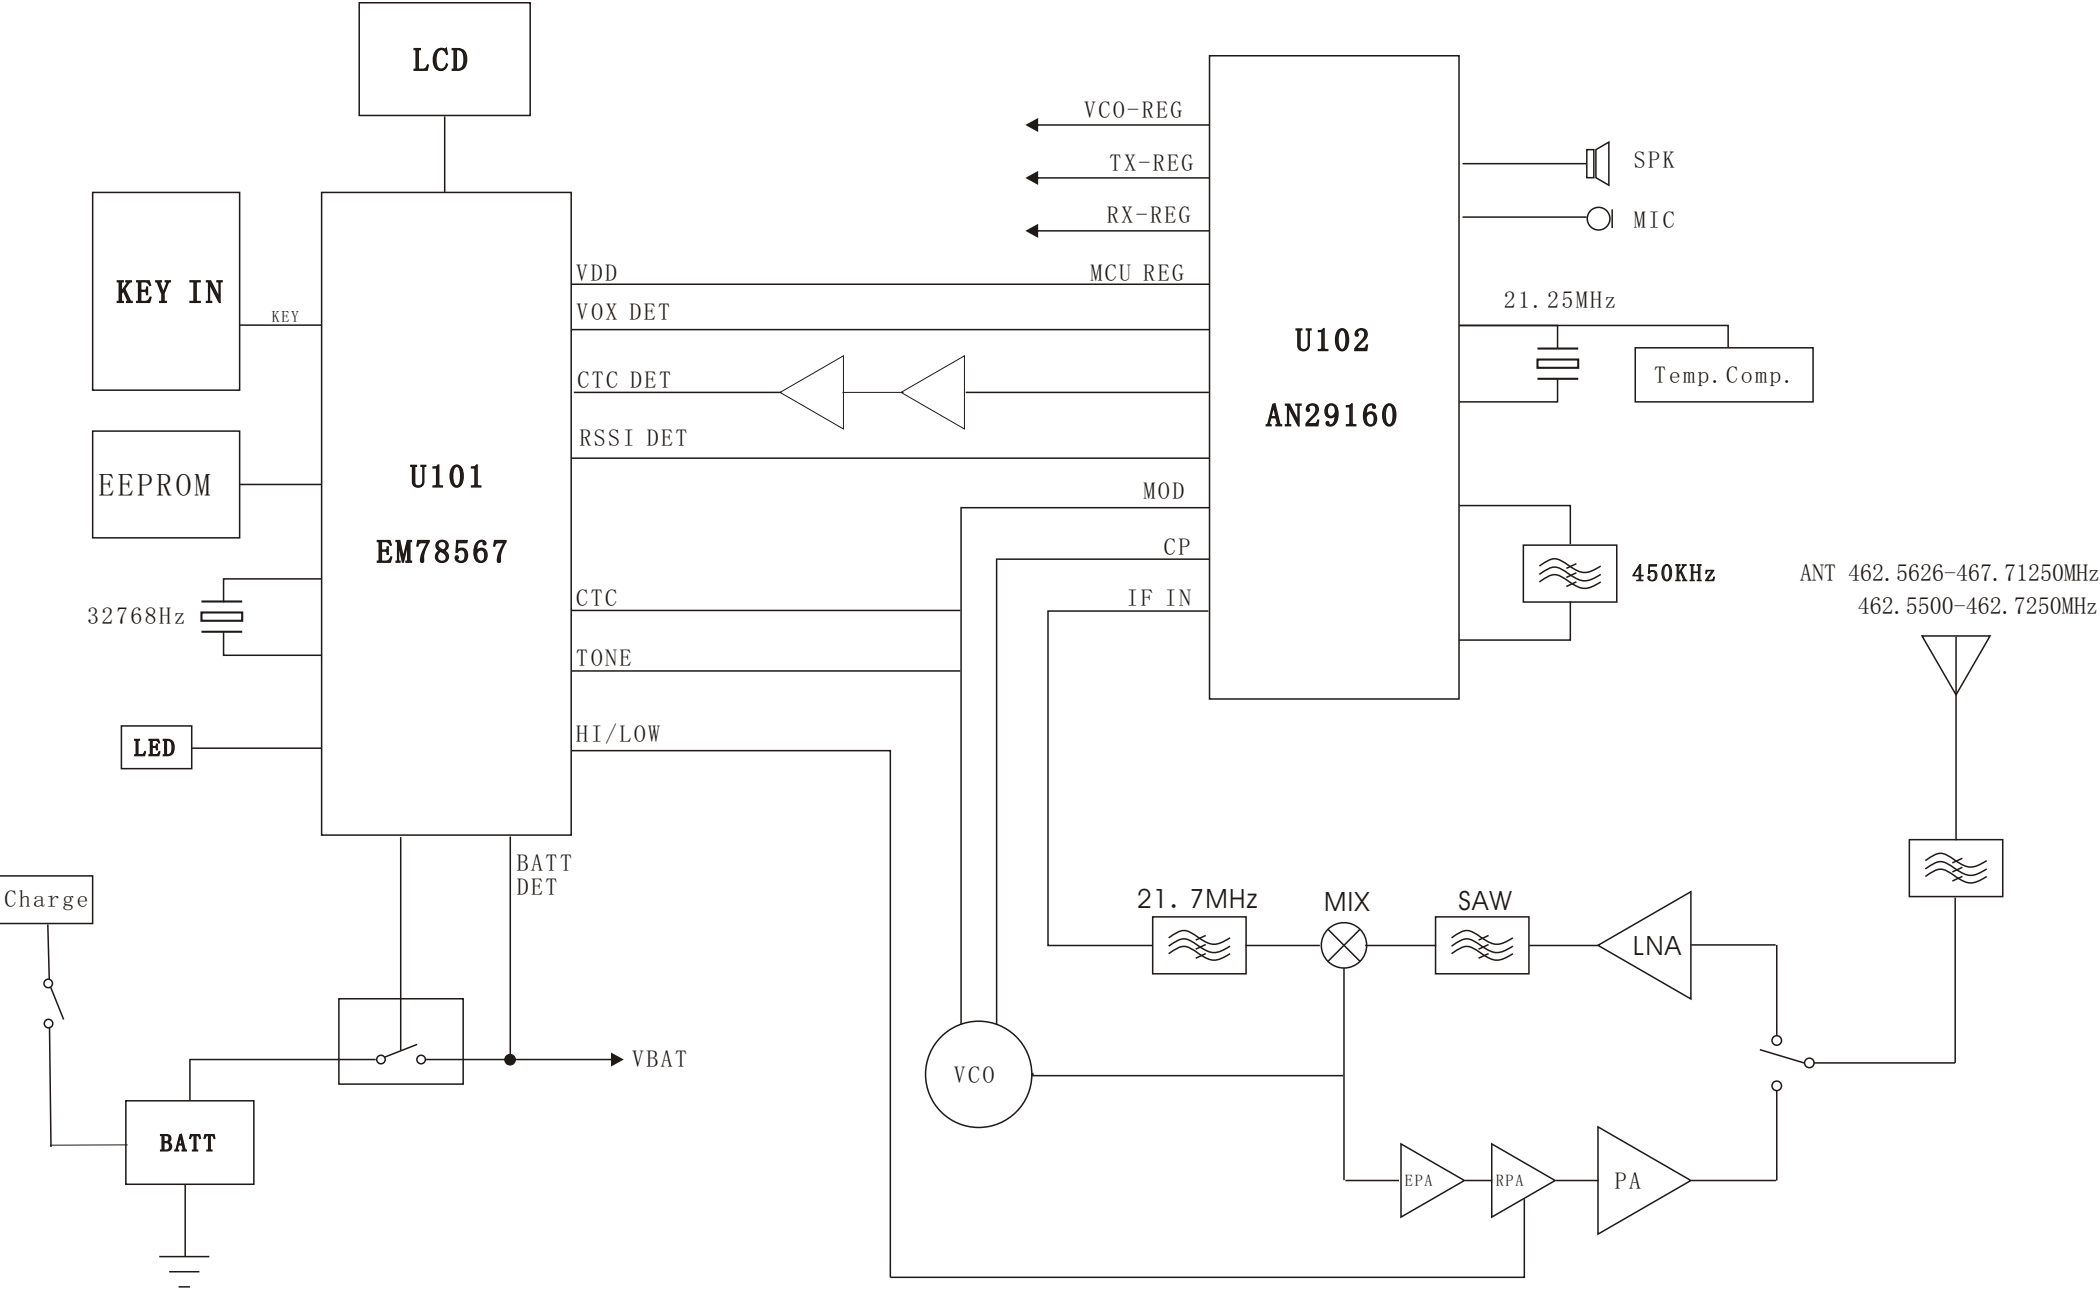 LCD
VCO-REG
TX-REG
SPK
RX-REG
MIC
VDD
MCU REG
KEY IN
KEY
VOX DET
21.25MHz
U102
CTC DET
Temp.Comp.
AN29160
RSSI DET
U101
EEPROM
MOD
EM78567
CP
450KHz
ANT 462.5626-467.71250MHz
462.5500-462.7250MHz
CTC
IF IN
32768Hz
TONE
HI/LOW
LED
BATT
DET
Charge
21. 7MHz
MIX
SAW
LNA
VBAT
VCO
BATT
EPA
RPA
PA